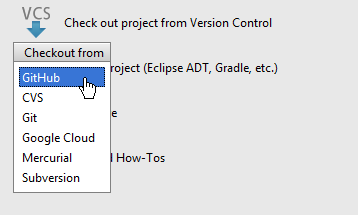 VCS
Check out project from Version Control
Checkout from
GitHub
roject (Eclipse ADT, Gradle, etc.)
CVS
Git
e
Google Cloud
Mercurial
l How-Tos
Subversion